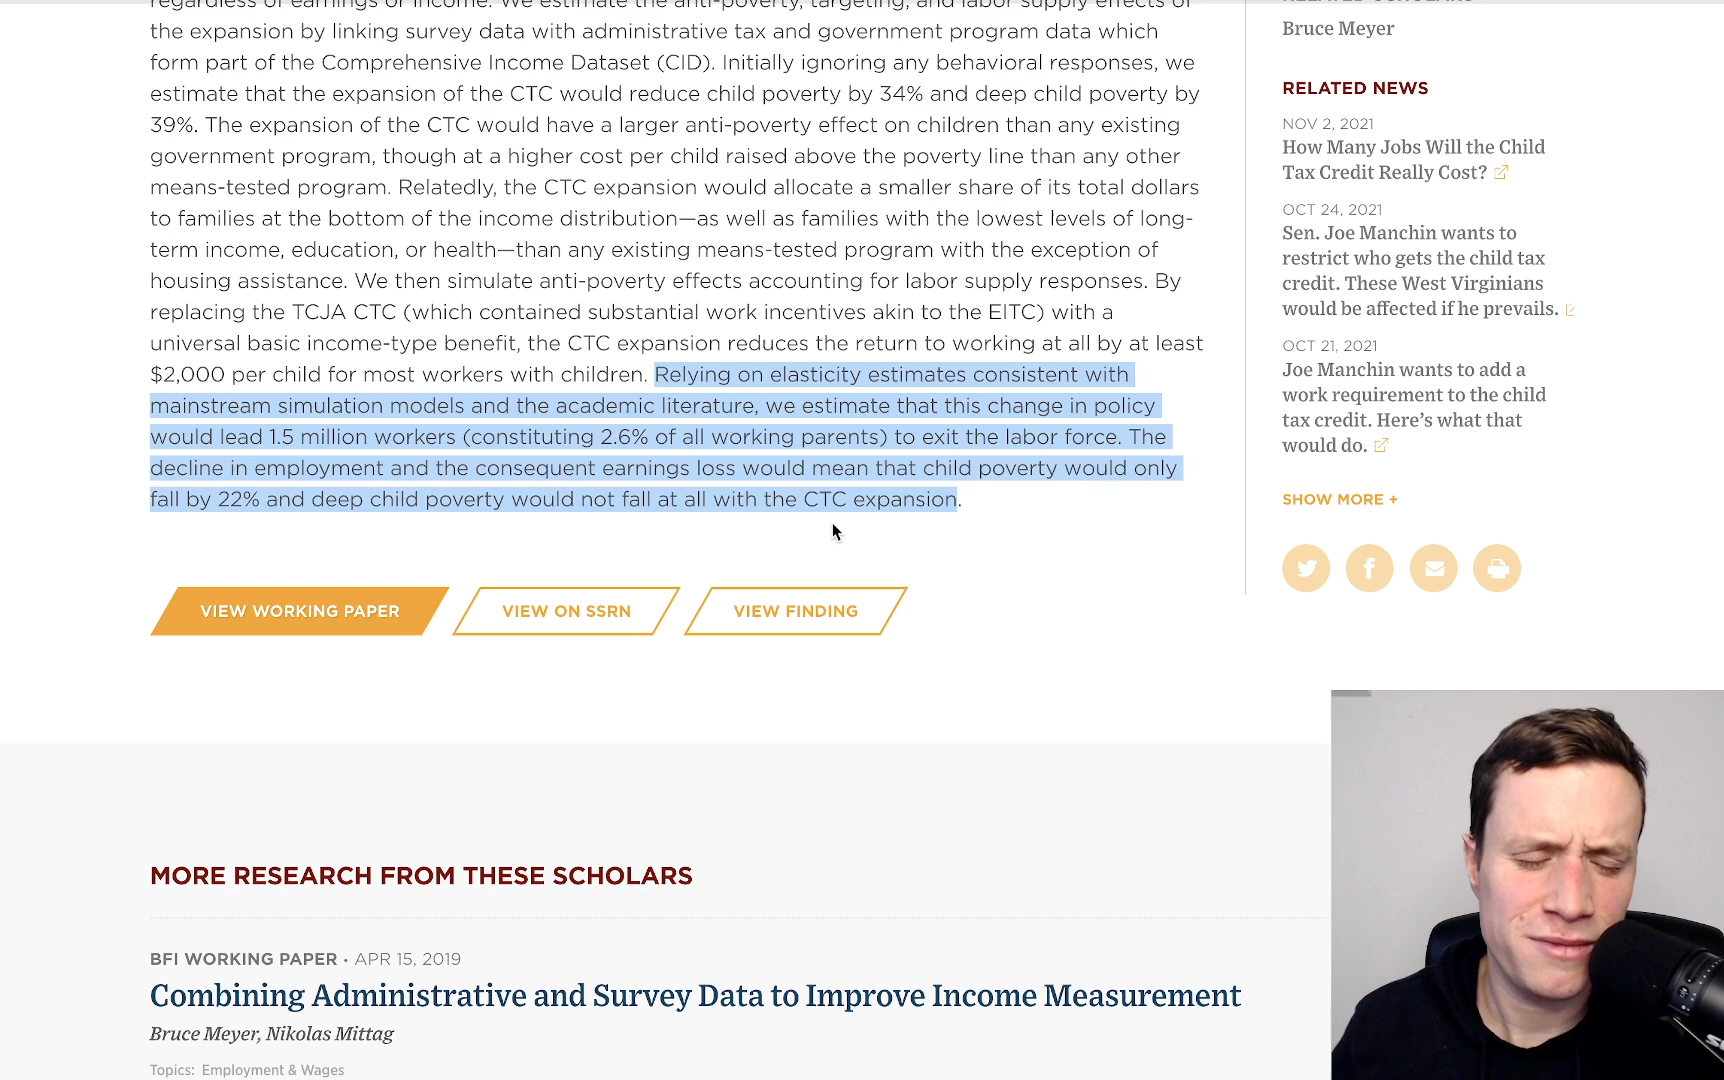 regardless of earnings or income. We estimate the anti-poverty, targeting, and labor supply effects of
the expansion by linking survey data with administrative tax and government program data which
form part of the Comprehensive Income Dataset (CID). Initially ignoring any behavioral responses, we
estimate that the expansion of the CTC would reduce child poverty by 34% and deep child poverty by
39%. The expansion of the CTC would have a larger anti-poverty effect on children than any existing
government program, though at a higher cost per child raised above the poverty line than any other
means-tested program. Relatedly, the CTC expansion would allocate a smaller share of its total dollars
to families at the bottom of the income distribution—as well as families with the lowest levels of long-
term income, education, or health—than any existing means-tested program with the exception of
housing assistance. We then simulate anti-poverty effects accounting for labor supply responses. By
replacing the TCJA CTC (which contained substantial work incentives akin to the EITC) with a
universal basic income-type benefit, the CTC expansion reduces the return to working at all by at least
$2,000 per child for most workers with children. Relying on elasticity estimates consistent with
mainstream simulation models and the academic literature, we estimate that this change in policy
would lead 1.5 million workers (constituting 2.6% of all working parents) to exit the labor force. The
decline in employment and the consequent earnings loss would mean that child poverty would only
fall by 22% and deep child poverty would not fall at all with the CTC expansion.
VIEW WORKING PAPER
VIEW ON SSRN
VIEW FINDING
RELATED SCHOLARS
Bruce Meyer
RELATED NEWS
NOV 2, 2021
How Many Jobs Will the Child
Tax Credit Really Cost?
OCT 24, 2021
Sen. Joe Manchin wants to
restrict who gets the child tax
credit. These West Virginians
would be affected if he prevails.
OCT 21, 2021
Joe Manchin wants to add a
work requirement to the child
tax credit. Here's what that
would do.
SHOW MORE +
MORE RESEARCH FROM THESE SCHOLARS
BFI WORKING PAPER · APR 15, 2019
Combining Administrative and Survey Data to Improve Income Measurement
Bruce Meyer, Nikolas Mittag
Topics: Employment & Wages